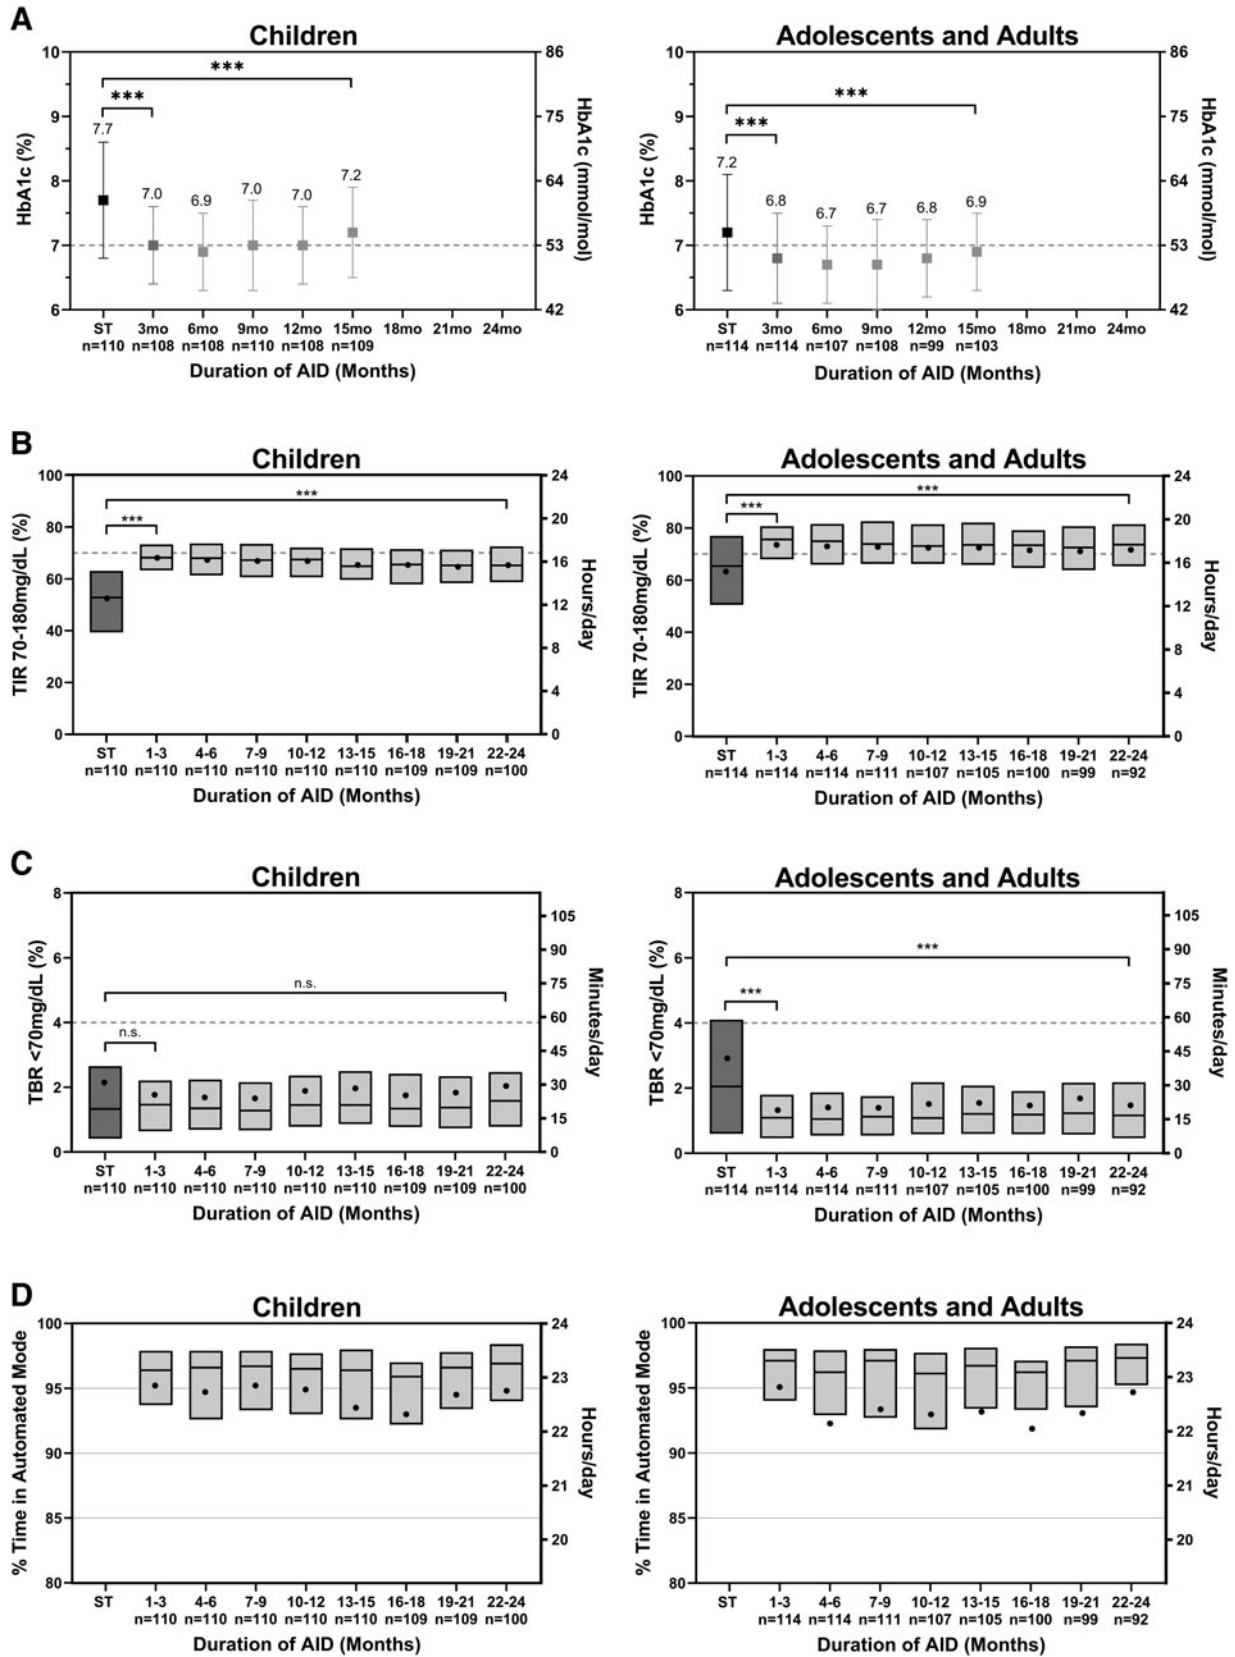 A
Children
Adolescents and Adults
HbA1c (%)
10
9
8
7
6
86
75
64
53
42
HbA1c (mmol/mol)
***
***
7.7
7.0
6.9
7.0
7.0
7.2
ST 3mo 6mo 9mo 12mo 15mo 18mo 21mo 24mo
n=110 n=108 n=108 n=110 n=108 n=109
Duration of AID (Months)
HbA1c (%)
10
9
8
7
6
86
75
64
53
42
HbA1c (mmol/mol)
***
***
7.2
6.8
6.7
6.7
6.8
6.9
ST 3mo 6mo 9mo 12mo 15mo 18mo 21mo 24mo
n=114 n=114 n=107 n=108 n=99 n=103
Duration of AID (Months)
B
Children
Adolescents and Adults
TIR 70-180mg/dL (%)
100
80
60
40
20
0
24
20
16
12
8
4
0
Hours/day
***
***
ST 1-3 4-6 7-9 10-12 13-15 16-18 19-21 22-24
n=110 n=110 n=110 n=110 n=110 n=110 n=109 n=109 n=100
Duration of AID (Months)
TIR 70-180mg/dL (%)
100
80
60
40
20
0
24
20
16
12
8
4
0
Hours/day
***
***
ST 1-3 4-6 7-9 10-12 13-15 16-18 19-21 22-24
n=114 n=114 n=114 n=111 n=107 n=105 n=100 n=99 n=92
Duration of AID (Months)
C
Children
Adolescents and Adults
TBR <70mg/dL (%)
8
6
4
2
0
105
90
75
60
45
30
15
0
Minutes/day
n.s.
n.s.
ST 1-3 4-6 7-9 10-12 13-15 16-18 19-21 22-24
n=110 n=110 n=110 n=110 n=110 n=110 n=109 n=109 n=100
Duration of AID (Months)
TBR <70mg/dL (%)
8
6
4
2
0
105
90
75
60
45
30
15
0
Minutes/day
***
***
ST 1-3 4-6 7-9 10-12 13-15 16-18 19-21 22-24
n=114 n=114 n=114 n=111 n=107 n=105 n=100 n=99 n=92
Duration of AID (Months)
D
Children
Adolescents and Adults
% Time in Automated Mode
100
95
90
85
80
24
23
22
21
20
Hours/day
ST 1-3 4-6 7-9 10-12 13-15 16-18 19-21 22-24
n=110 n=110 n=110 n=110 n=110 n=109 n=109 n=100
Duration of AID (Months)
% Time in Automated Mode
100
95
90
85
80
24
23
22
21
20
Hours/day
ST 1-3 4-6 7-9 10-12 13-15 16-18 19-21 22-24
n=114 n=114 n=111 n=107 n=105 n=100 n=99 n=92
Duration of AID (Months)